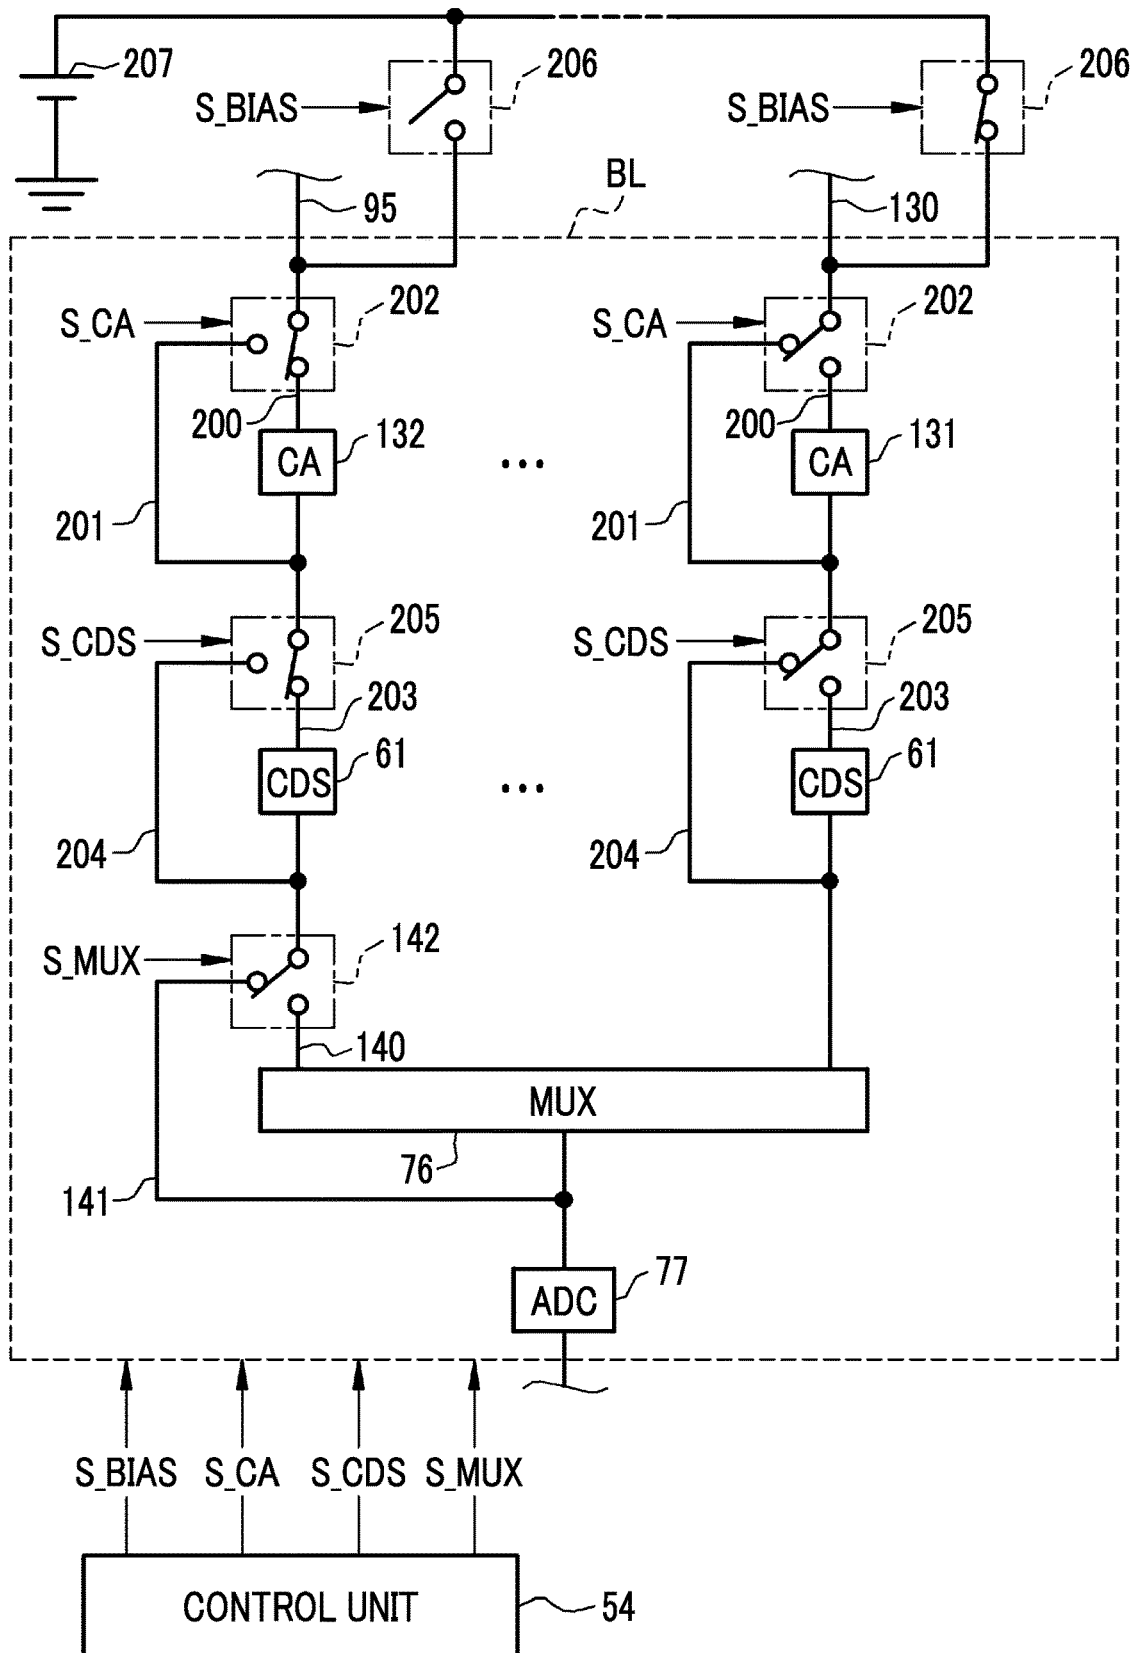 207
206
206
S_BIAS
S_BIAS
95
BL
130
S_CA
202
S_CA
202
200
132
200
131
CA
...
CA
201
201
S_CDS
205
S_CDS
205
203
203
61
61
CDS
...
CDS
204
204
S_MUX
142
140
MUX
76
141
77
ADC
S_BIAS S_CA S_CDS S_MUX
CONTROL UNIT
54